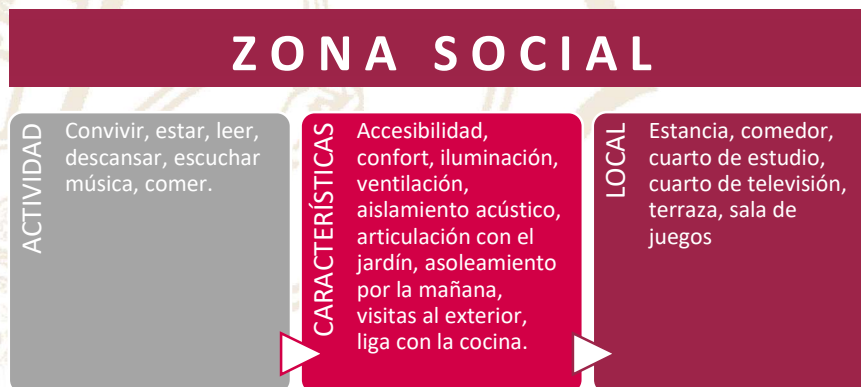 ZONA SOCIAL
ACTIVIDAD
Convivir, estar, leer,
descansar, escuchar
música, comer.
CARACTERÍSTICAS
Accesibilidad,
confort, iluminación,
ventilación,
aislamiento acústico,
articulación con el
jardín, asoleamiento
por la mañana,
visitas al exterior,
liga con la cocina.
LOCAL
Estancia, comedor,
cuarto de estudio,
cuarto de televisión,
terraza, sala de
juegos